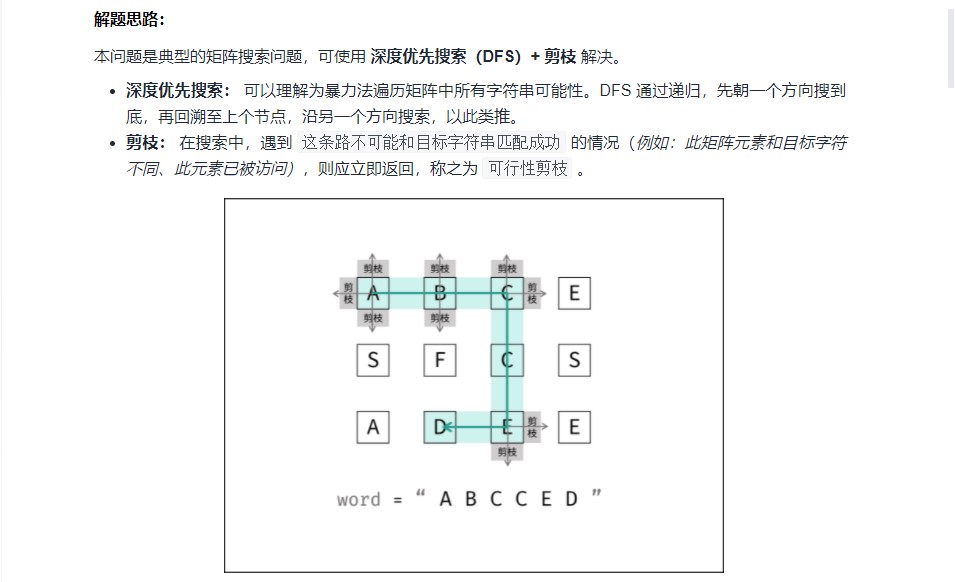 解题思路：
本问题是典型的矩阵搜索问题，可使用 深度优先搜索（DFS）+ 剪枝 解决。
• 深度优先搜索： 可以理解为暴力法遍历矩阵中所有字符串可能性。DFS 通过递归，先朝一个方向搜到
底，再回溯至上个节点，沿另一个方向搜索，以此类推。
• 剪枝： 在搜索中，遇到 这条路不可能和目标字符串匹配成功 的情况（例如：此矩阵元素和目标字符
不同、此元素已被访问），则应立即返回，称之为 可行性剪枝 。
剪枝 剪枝 剪枝
剪枝 A B C 剪枝 E
剪枝 剪枝
S F C S
A D E 剪枝 E
剪枝
word = “ A B C C E D ”